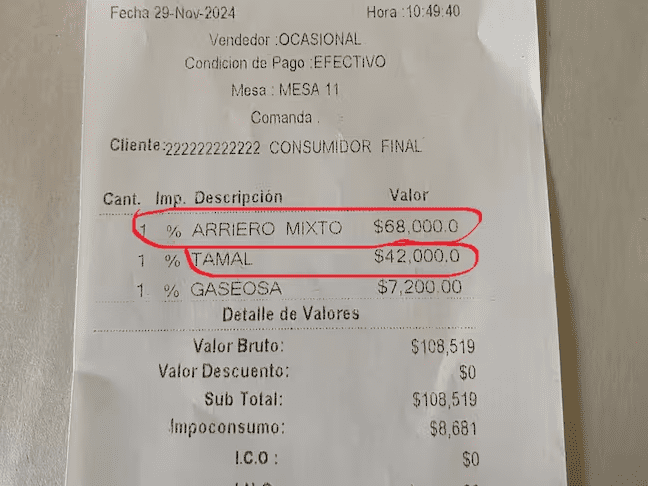 Fecha 29-Nov-2024 Hora :10:49:40
Vendedor :OCASIONAL
Condicion de Pago :EFECTIVO
Mesa : MESA 11
Comanda .
Cliente:222222222222 CONSUMIDOR FINAL
Cant. Imp. Descripción Valor
1 % ARRIERO MIXTO $68,000.0
1 % TAMAL $42,000.0
1 % GASEOSA $7,200.00
Detalle de Valores
Valor Bruto: $108,519
Valor Descuento: $0
Sub Total: $108,519
Impoconsumo: $8,681
I.C.O : $0